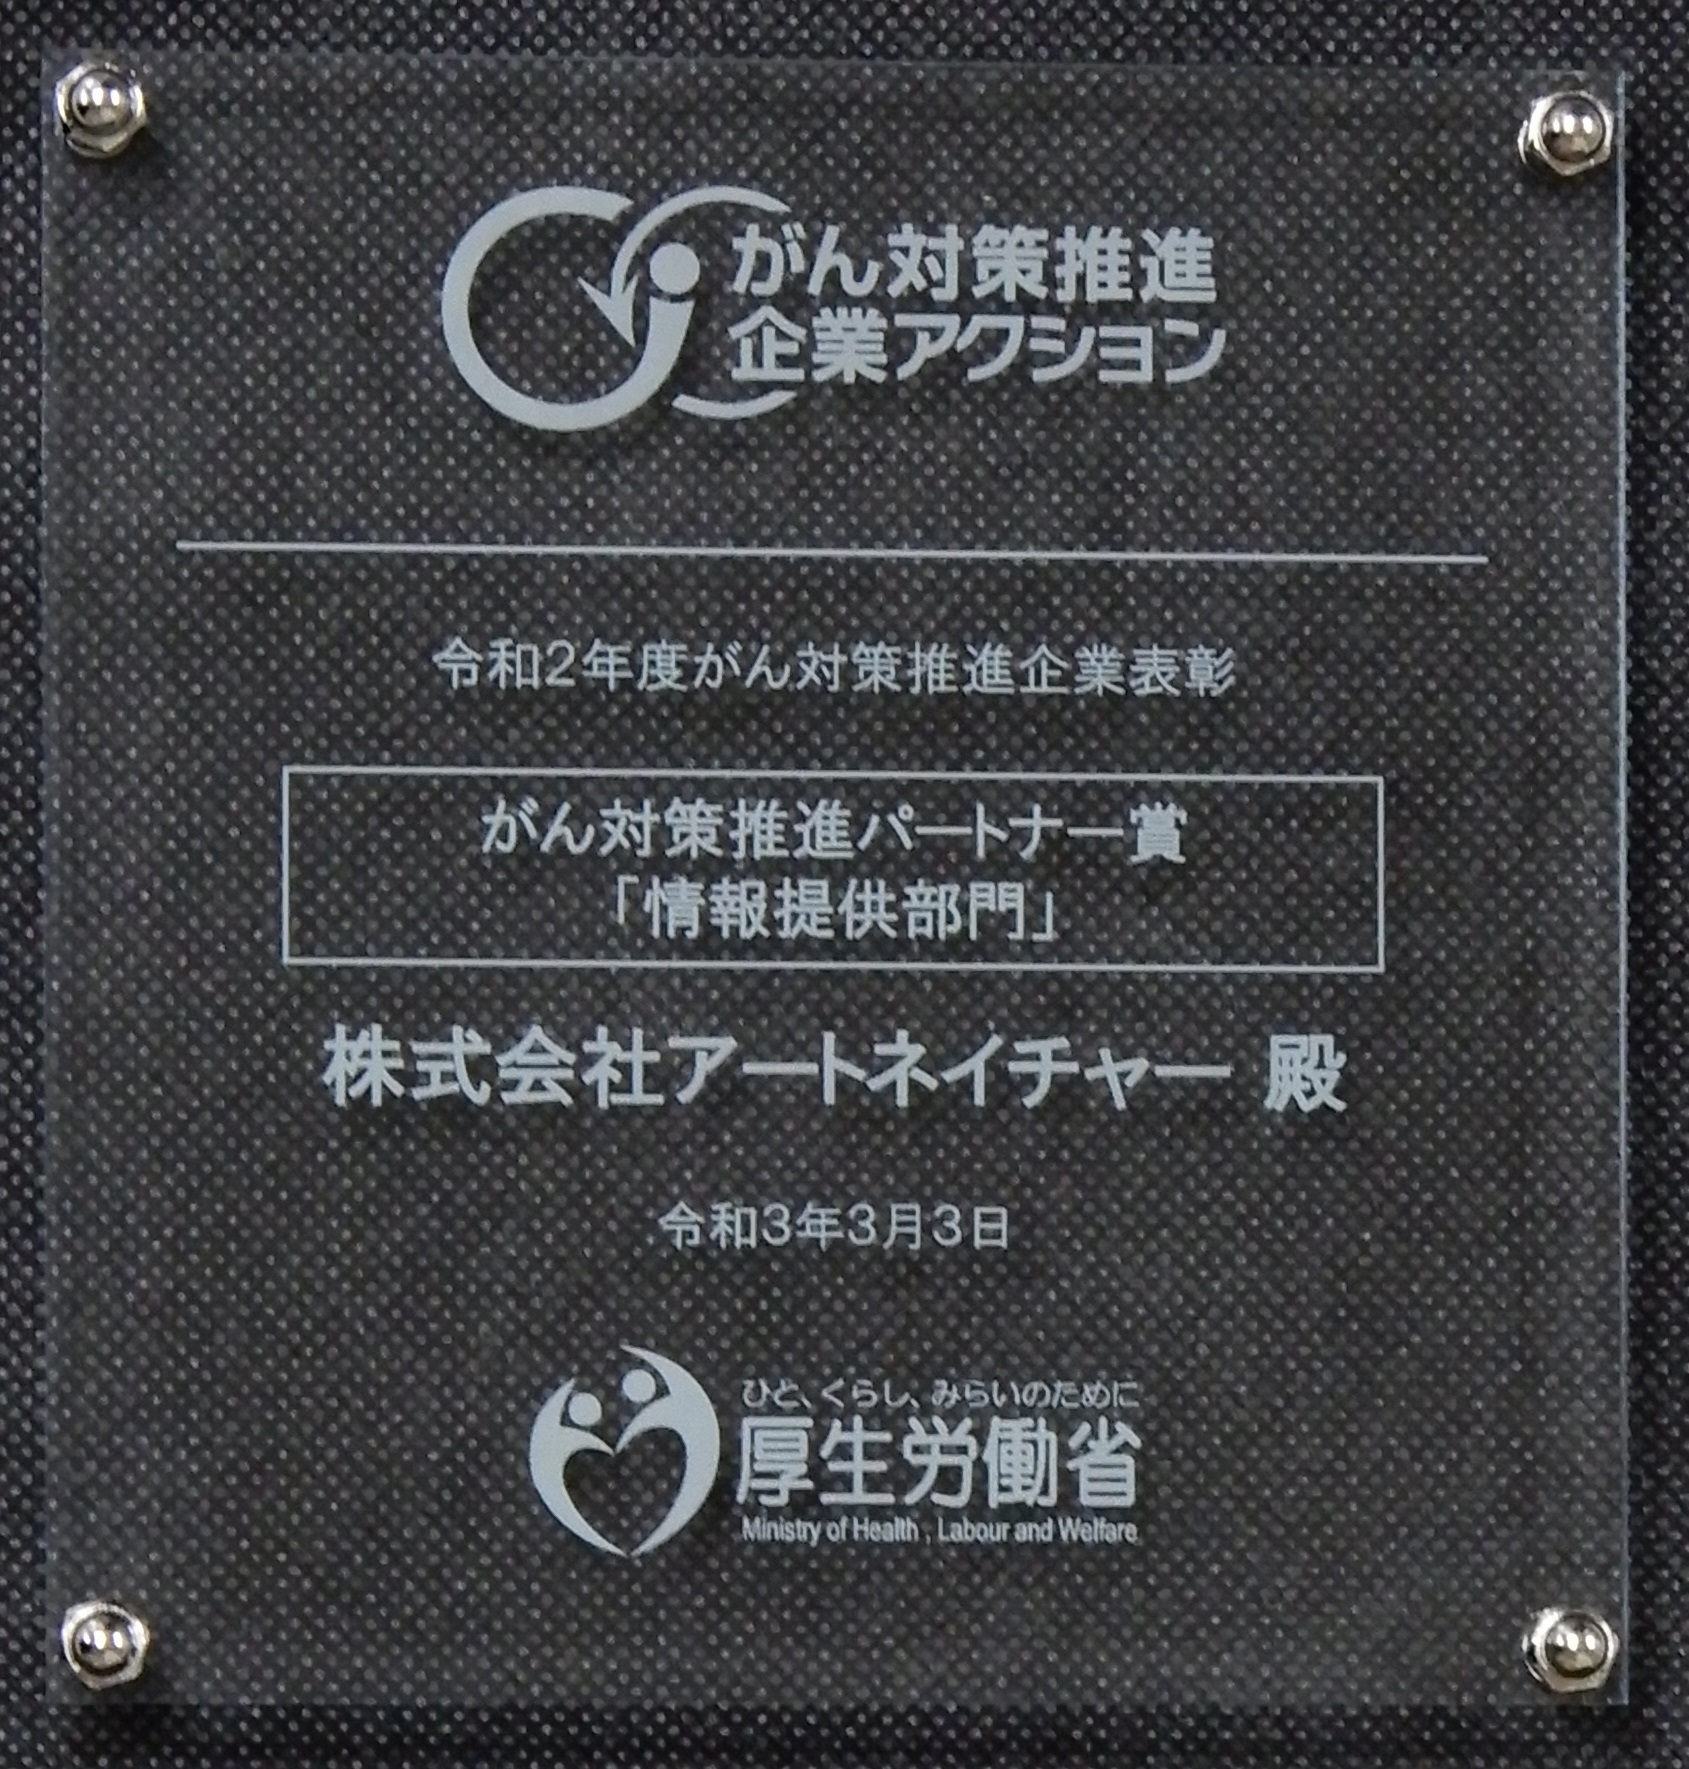 がん対策推進
企業アクション
令和2年度がん対策推進企業表彰
がん対策推進パートナー賞
「情報提供部門」
株式会社アートネイチャー 殿
令和3年3月3日
ひと、くらし、みらいのために
厚生労働省
Ministry of Health , Labour and Welfare